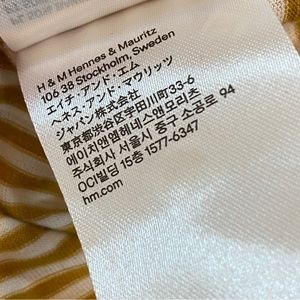 H & M Hennes & Mauritz
106 38 Stockholm, Sweden
エイチ・アンド・エム
ヘネス・アンド・マウリッツ
ジャパン株式会社
東京都渋谷区宇田川町33-6
에이치앤엠헤네스앤모리츠
주식회사 서울시 중구 소공로 94
OCI빌딩 15층 1577-6347
hm.com